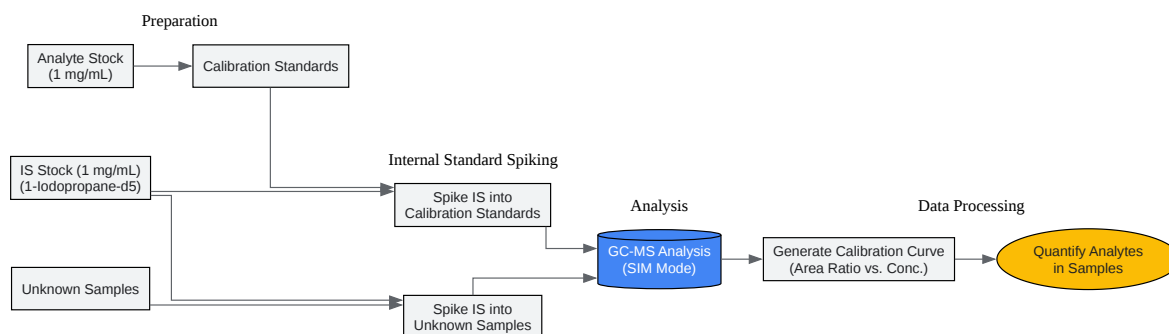 Preparation
Analyte Stock
(1 mg/mL)
Calibration Standards
IS Stock (1 mg/mL)
(1-Iodopropane-d5)
Unknown Samples
Internal Standard Spiking
Spike IS into
Calibration Standards
Spike IS into
Unknown Samples
Analysis
GC-MS Analysis
(SIM Mode)
Data Processing
Generate Calibration Curve
(Area Ratio vs. Conc.)
Quantify Analytes
in Samples